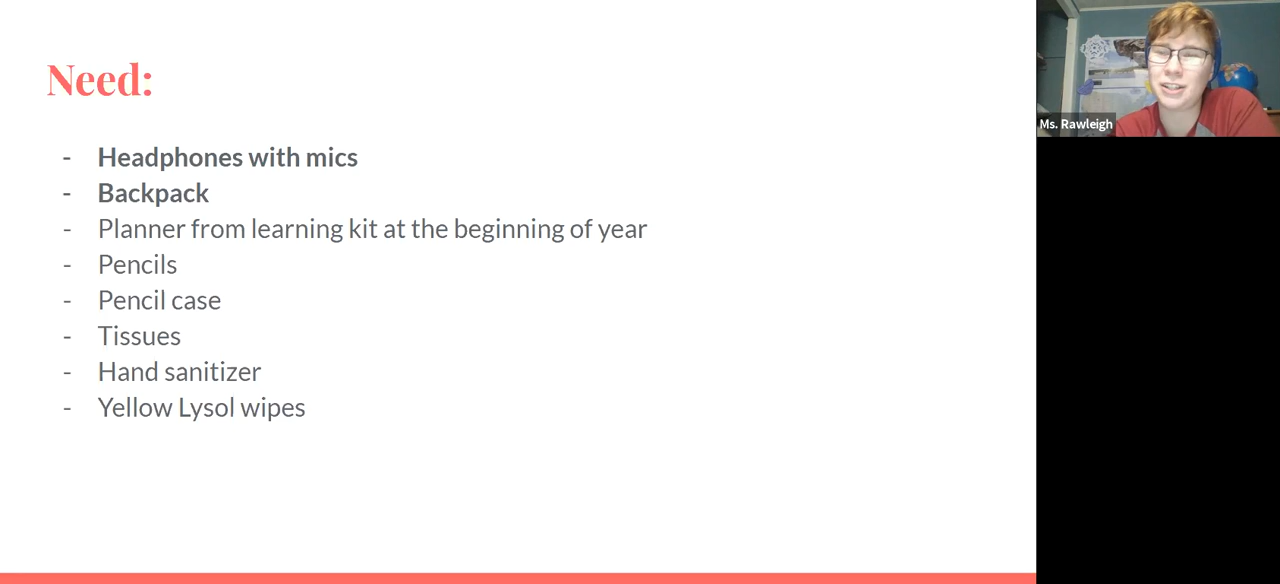 Need:
- Headphones with mics
- Backpack
- Planner from learning kit at the beginning of year
- Pencils
- Pencil case
- Tissues
- Hand sanitizer
- Yellow Lysol wipes
Ms. Rawleigh